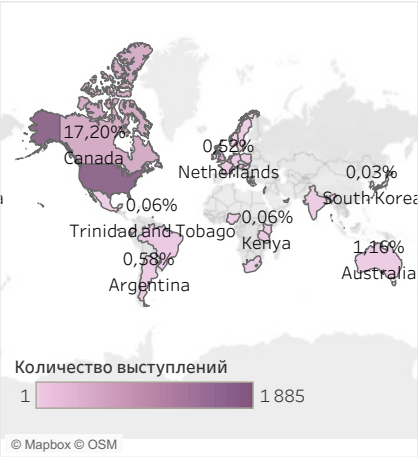 17,20%
Canada
0,52%
Netherlands
0,03%
South Korea
0,06%
Trinidad and Tobago
0,06%
Kenya
0,58%
Argentina
1,16%
Australia
Количество выступлений
1
1 885
© Mapbox © OSM